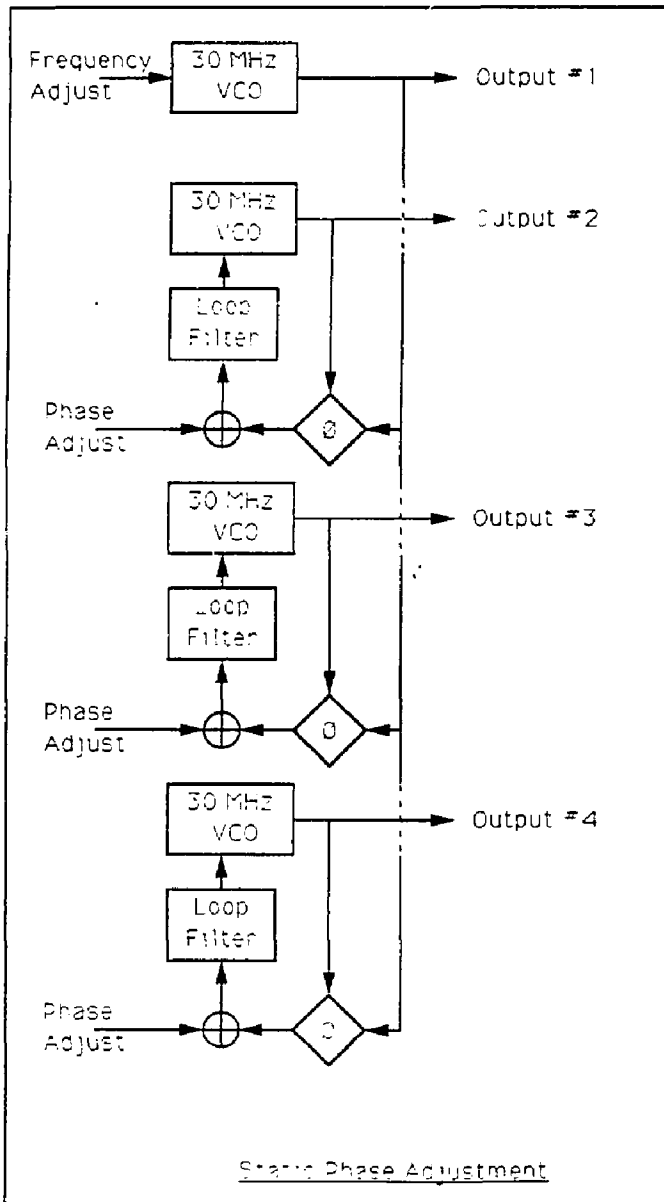 Frequency
Adjust
30 MHz
VCO
Output #1
30 MHz
VCO
Output #2
Loop
Filter
Phase
Adjust
Ø
30 MHz
VCO
Output #3
Loop
Filter
Phase
Adjust
Ø
30 MHz
VCO
Output #4
Loop
Filter
Phase
Adjust
Ø
Static Phase Adjustment